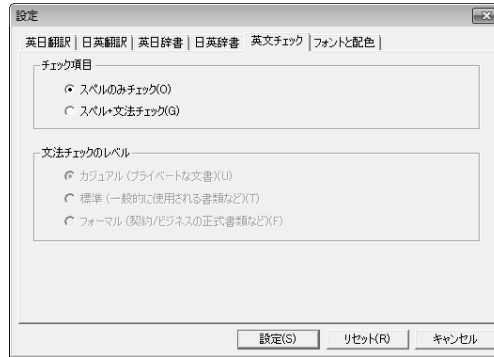 設定
英日翻訳 日英翻訳 英日辞書 日英辞書 英文チェック フォントと配色
チェック項目
スペルのみチェック(O)
スペル+文法チェック(G)
文法チェックのレベル
カジュアル (プライベートな文書)(U)
標準 (一般的に使用される書類など)(T)
フォーマル (契約/ビジネスの正式書類など)(F)
設定(S) リセット(R) キャンセル